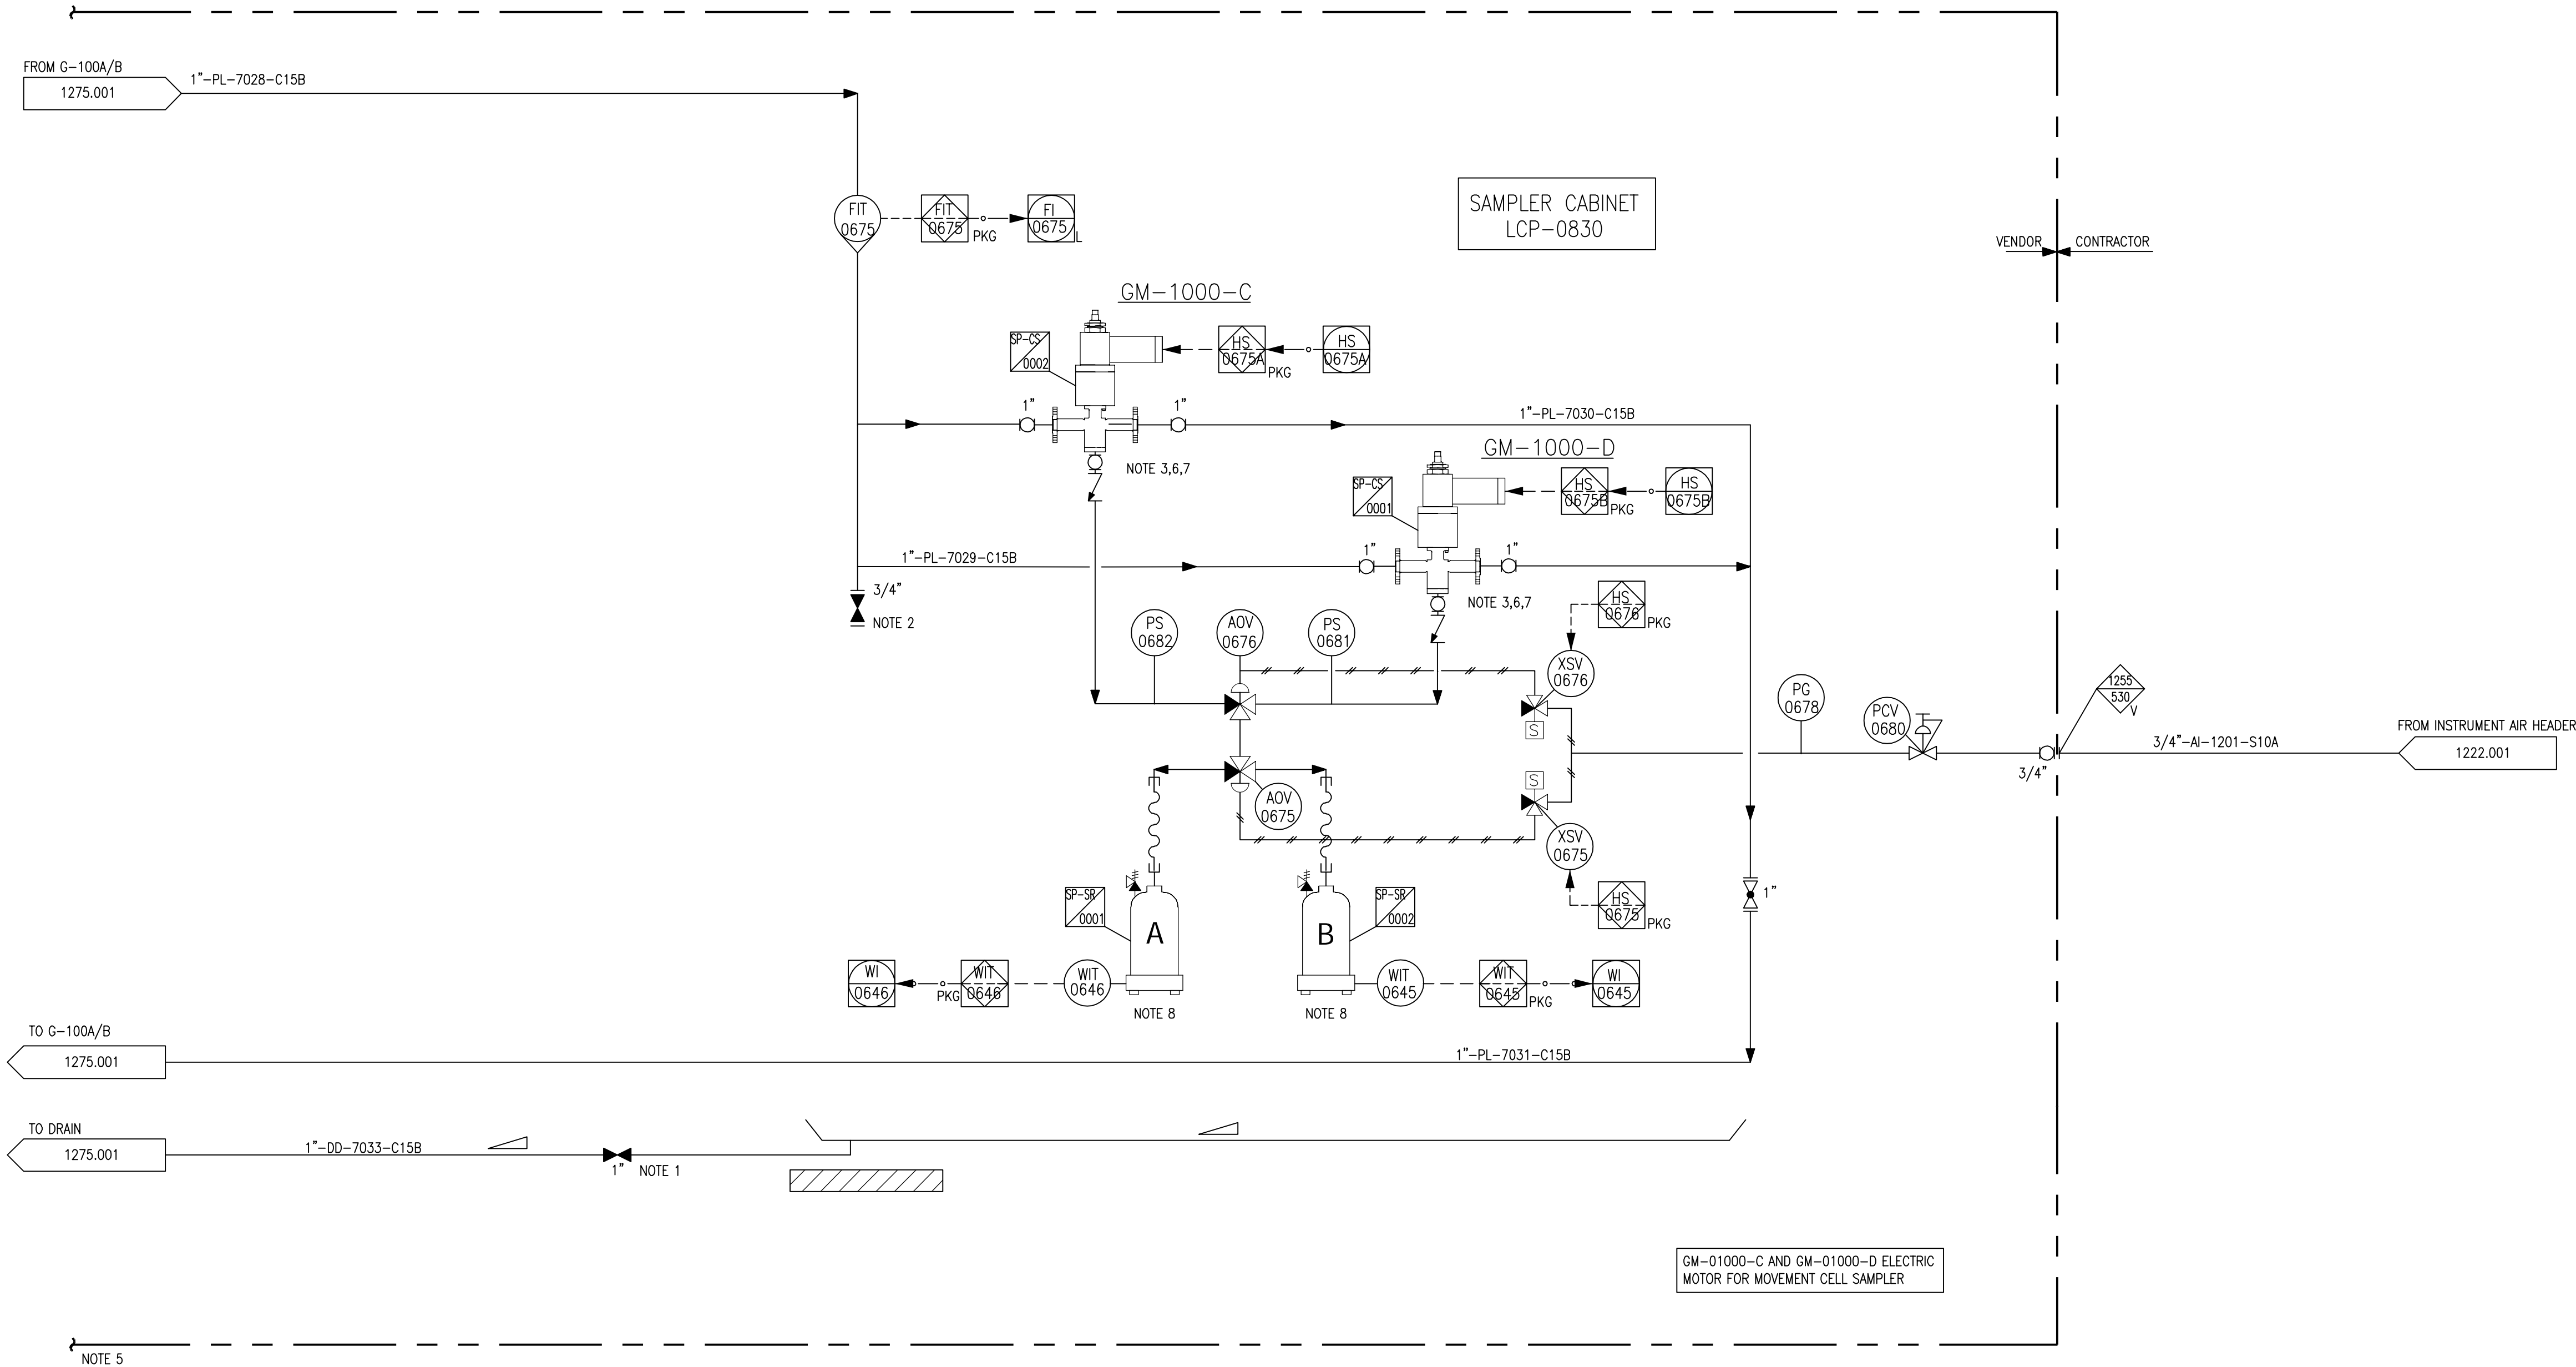 FROM G-100A/B
1275.001
1"-PL-7028-C15B
FIT
0675
FIT
0675
PKG
FI
0675
L
SAMPLER CABINET
LCP-0830
VENDOR
CONTRACTOR
GM-1000-C
SP-CS
0002
HS
0675A
PKG
HS
0675A
1"
1"
1"-PL-7030-C15B
NOTE 3,6,7
GM-1000-D
SP-CS
0001
HS
0675B
PKG
HS
0675B
1"-PL-7029-C15B
1"
1"
NOTE 3,6,7
3/4"
NOTE 2
PS
0682
AOV
0676
PS
0681
HS
0676
PKG
XSV
0676
S
PG
0678
PCV
0680
1255
530
V
FROM INSTRUMENT AIR HEADER
1222.001
3/4"-AI-1201-S10A
3/4"
S
AOV
0675
XSV
0675
HS
0675
PKG
1"
SP-SR
0001
A
B
SP-SR
0002
WI
0646
PKG
WIT
0646
WIT
0646
NOTE 8
WIT
0645
WIT
0645
PKG
WI
0645
NOTE 8
TO G-100A/B
1275.001
1"-PL-7031-C15B
TO DRAIN
1275.001
1"-DD-7033-C15B
1"
NOTE 1
GM-01000-C AND GM-01000-D ELECTRIC
MOTOR FOR MOVEMENT CELL SAMPLER
NOTE 5